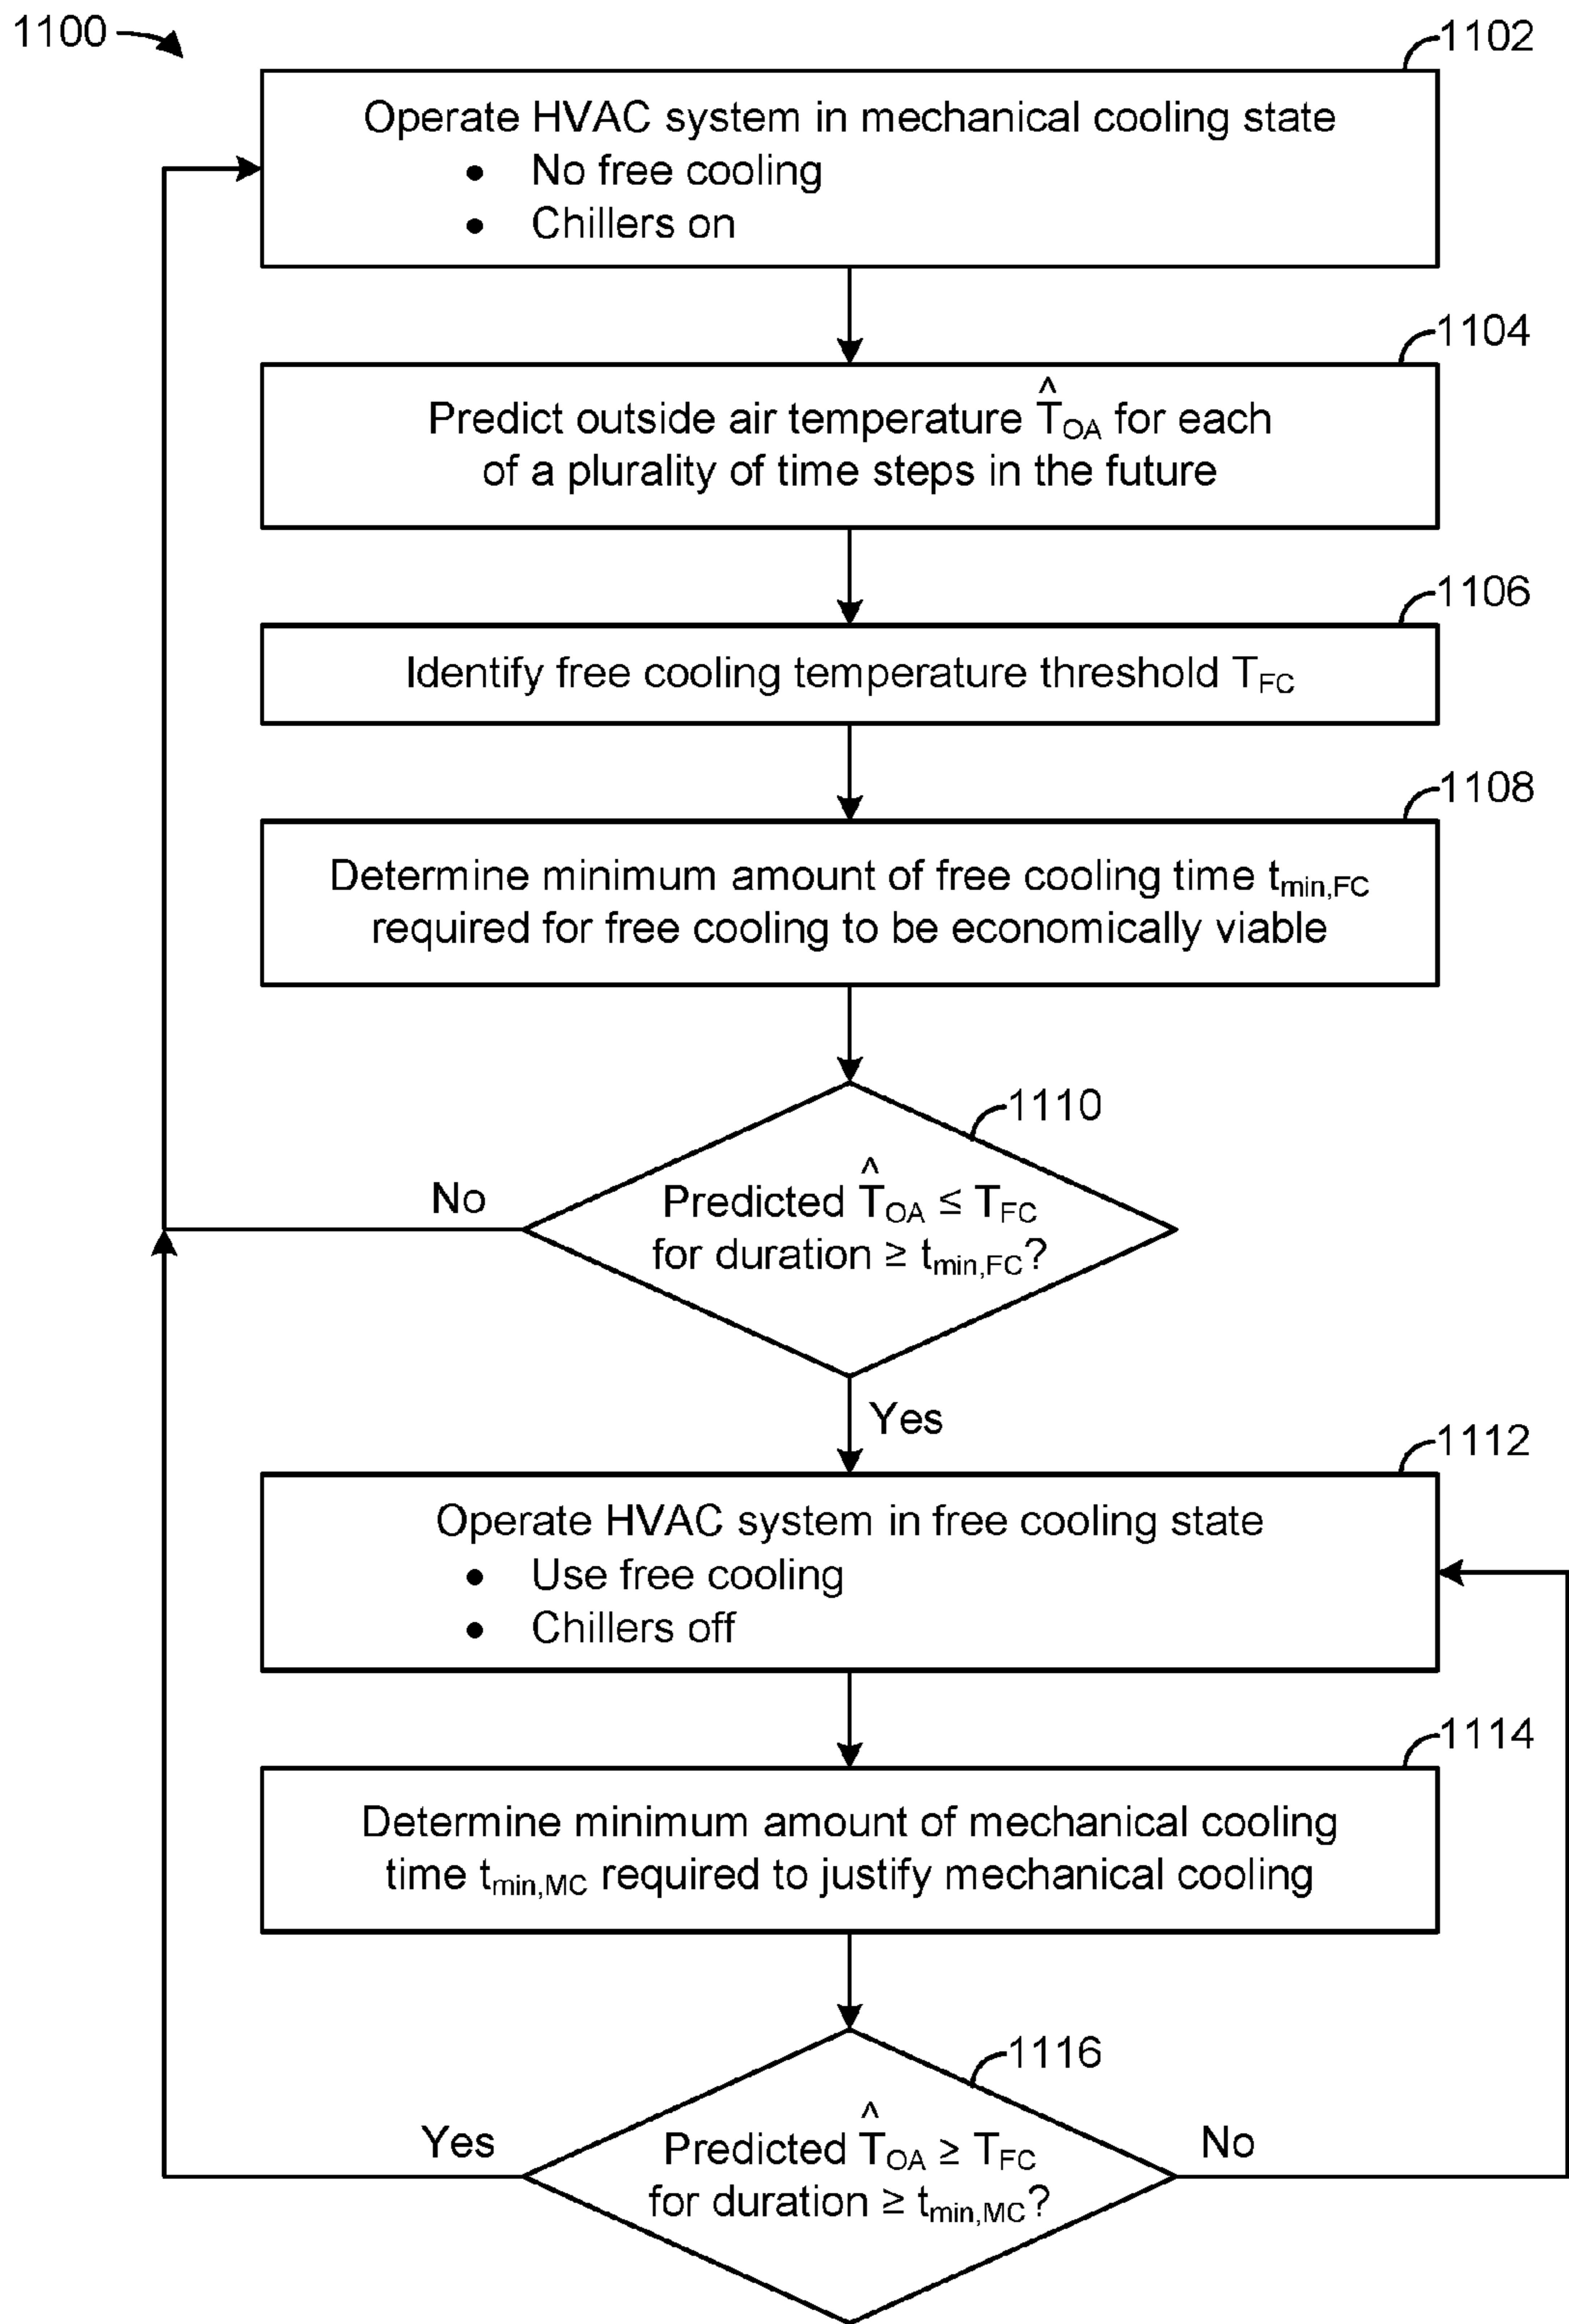 1100
1102
Operate HVAC system in mechanical cooling state
• No free cooling
• Chillers on
1104
Predict outside air temperature T̂OA for each
of a plurality of time steps in the future
1106
Identify free cooling temperature threshold TFC
1108
Determine minimum amount of free cooling time tmin,FC
required for free cooling to be economically viable
1110
No
Predicted T̂OA ≤ TFC
for duration ≥ tmin,FC?
Yes
1112
Operate HVAC system in free cooling state
• Use free cooling
• Chillers off
1114
Determine minimum amount of mechanical cooling
time tmin,MC required to justify mechanical cooling
1116
Yes
Predicted T̂OA ≥ TFC
for duration ≥ tmin,MC?
No